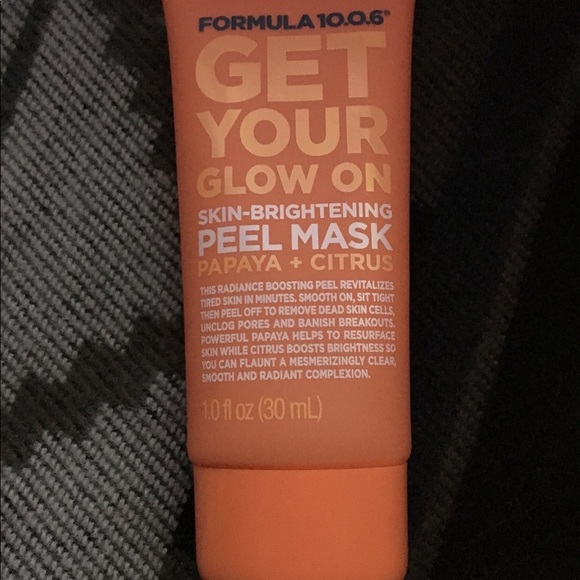 FORMULA 10.0.6®
GET
YOUR
GLOW ON
SKIN-BRIGHTENING
PEEL MASK
PAPAYA + CITRUS
THIS RADIANCE BOOSTING PEEL REVITALIZES
TIRED SKIN IN MINUTES. SMOOTH ON, SIT TIGHT
THEN PEEL OFF TO REMOVE DEAD SKIN CELLS,
UNCLOG PORES AND BANISH BREAKOUTS.
POWERFUL PAPAYA HELPS TO RESURFACE
SKIN WHILE CITRUS BOOSTS BRIGHTNESS SO
YOU CAN FLAUNT A MESMERIZINGLY CLEAR,
SMOOTH AND RADIANT COMPLEXION.
1.0 fl oz (30 mL)